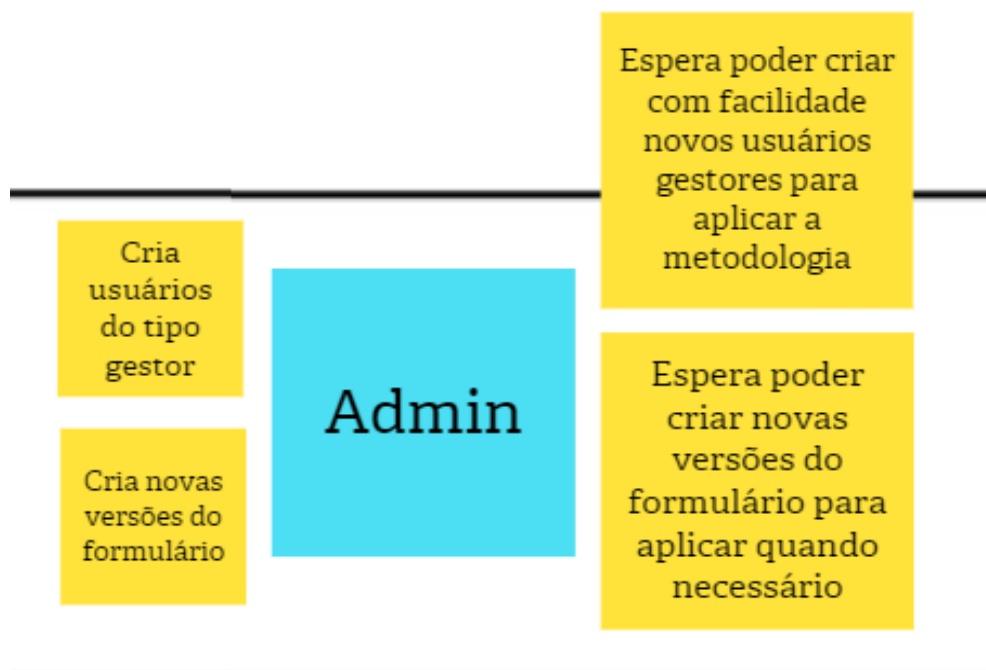 Cria
usuários
do tipo
gestor
Cria novas
versões do
formulário
Admin
Espera poder criar
com facilidade
novos usuários
gestores para
aplicar a
metodologia
Espera poder
criar novas
versões do
formulário para
aplicar quando
necessário